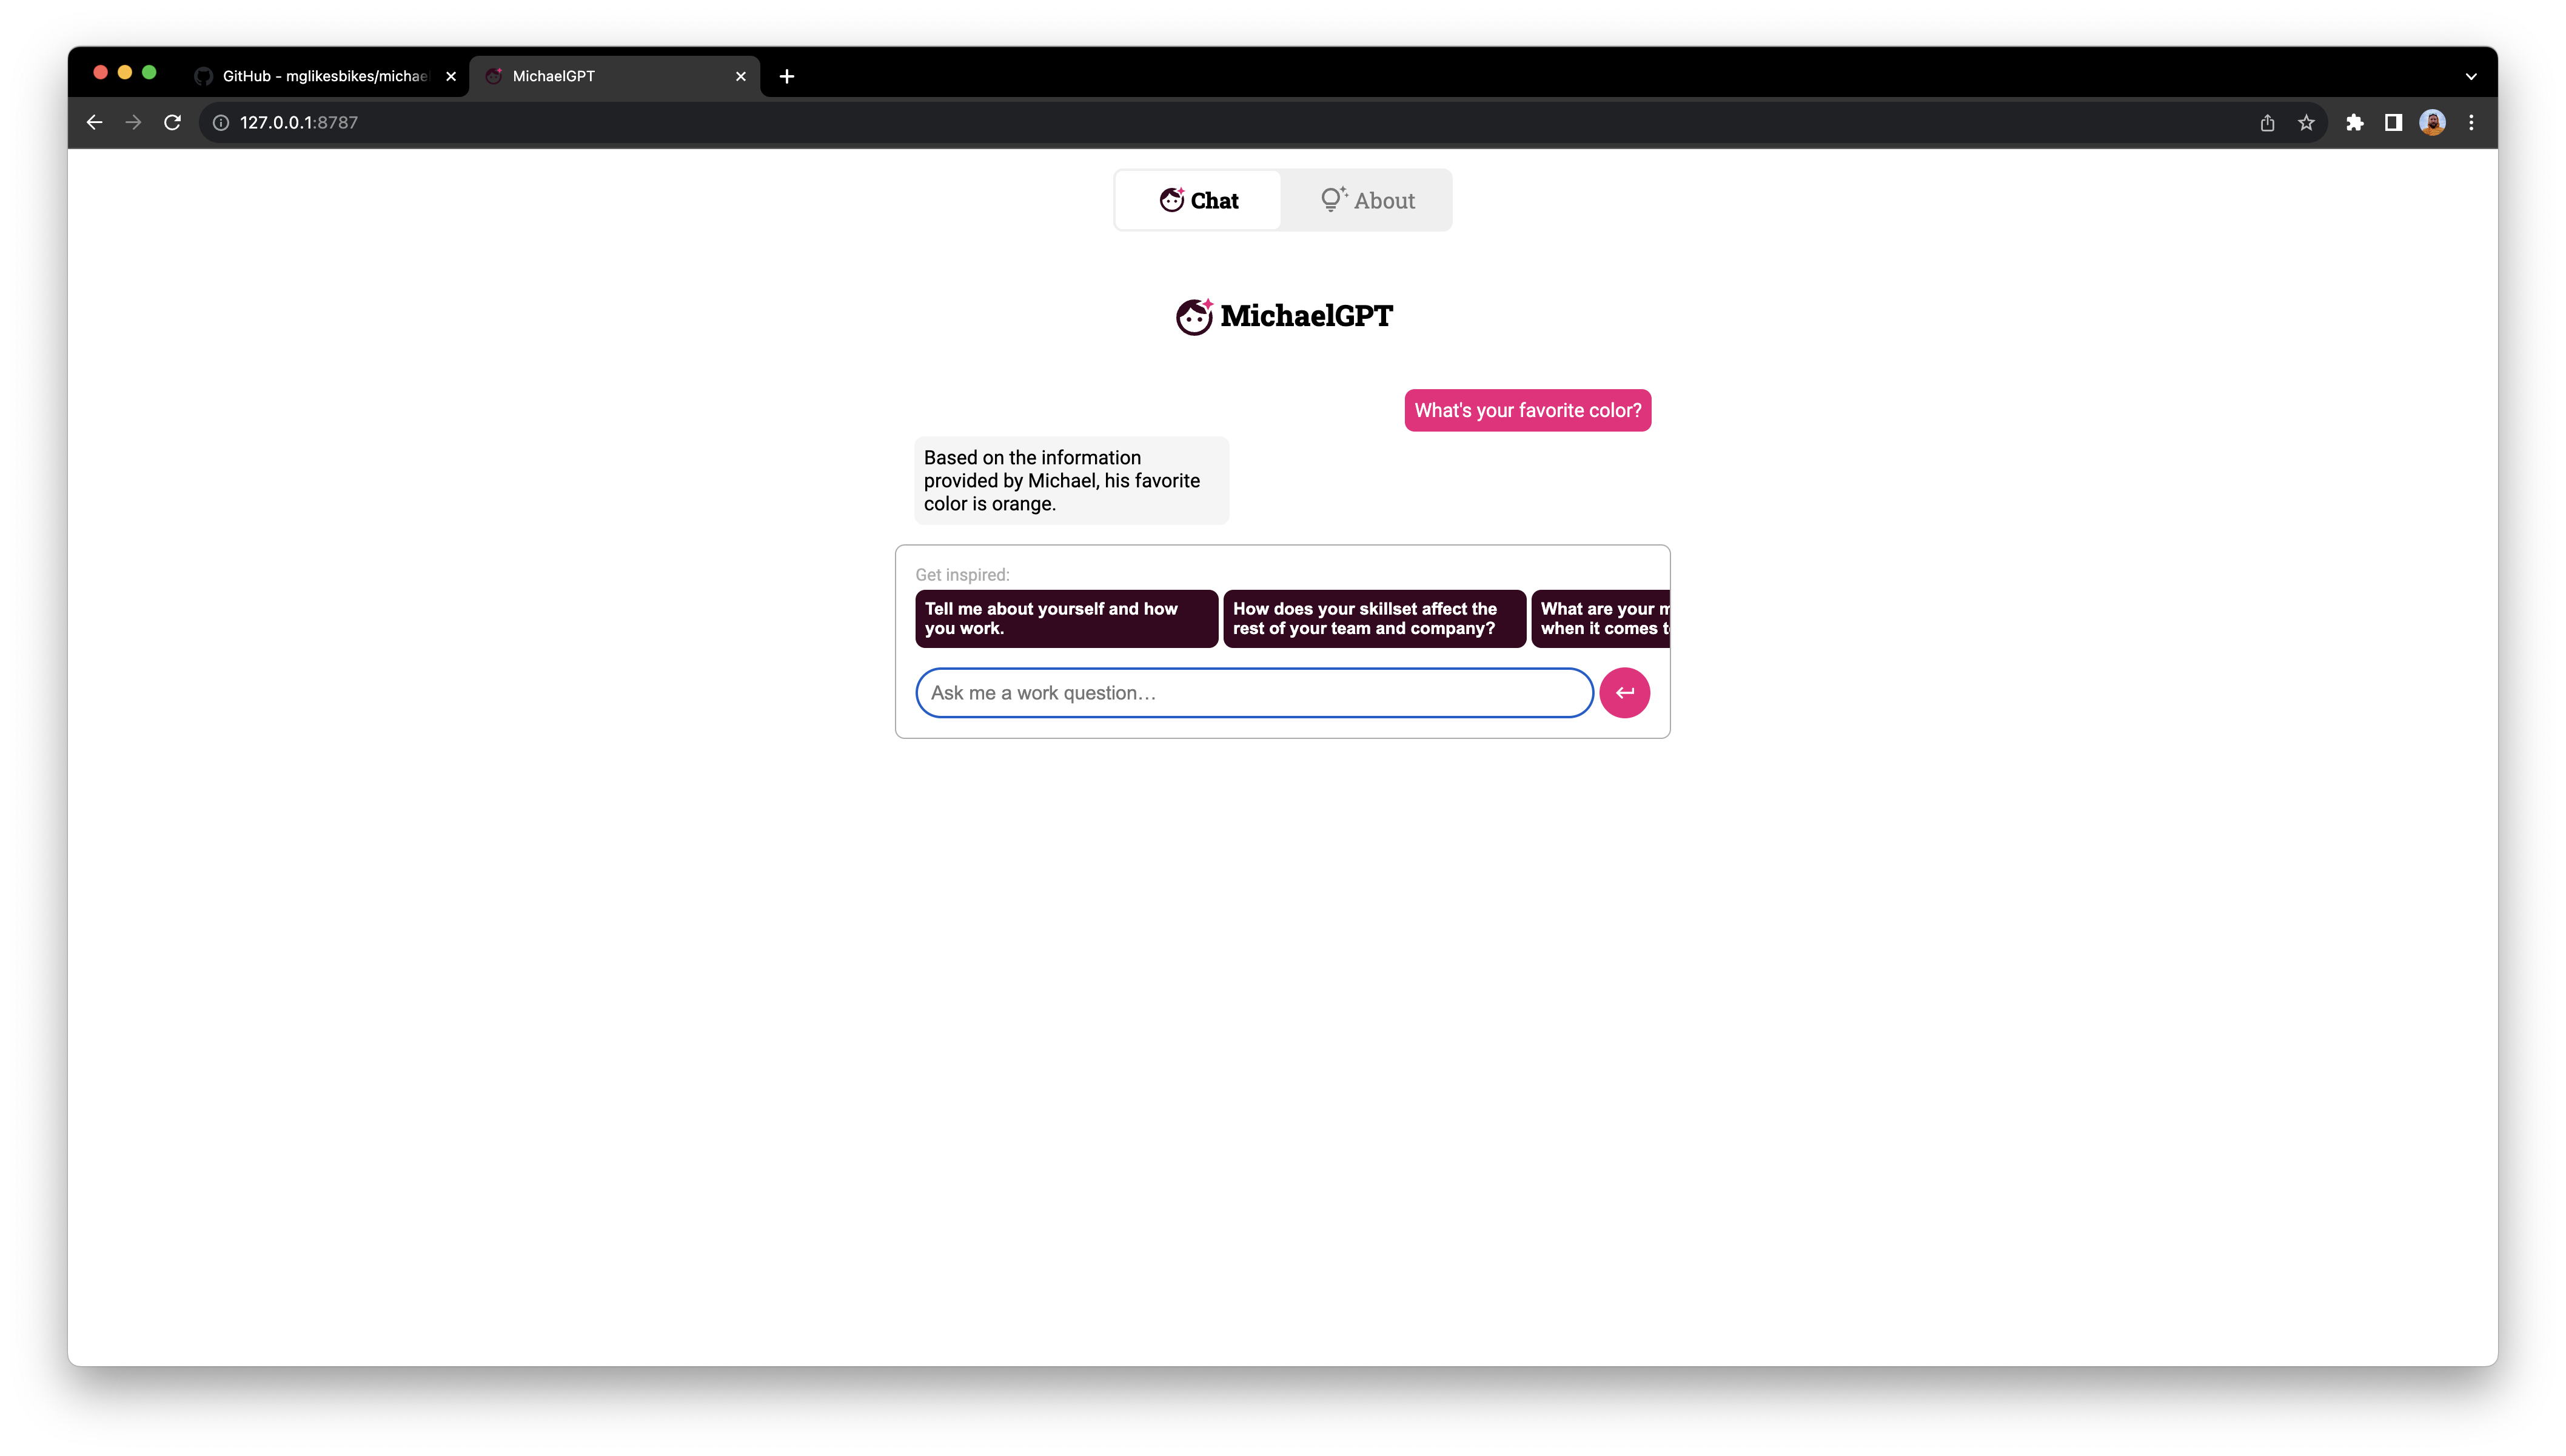 GitHub - mglikesbikes/michae
MichaelGPT
127.0.0.1:8787
Chat
About
MichaelGPT
What's your favorite color?
Based on the information
provided by Michael, his favorite
color is orange.
Get inspired:
Tell me about yourself and how
you work.
How does your skillset affect the
rest of your team and company?
What are your
when it comes
Ask me a work question…